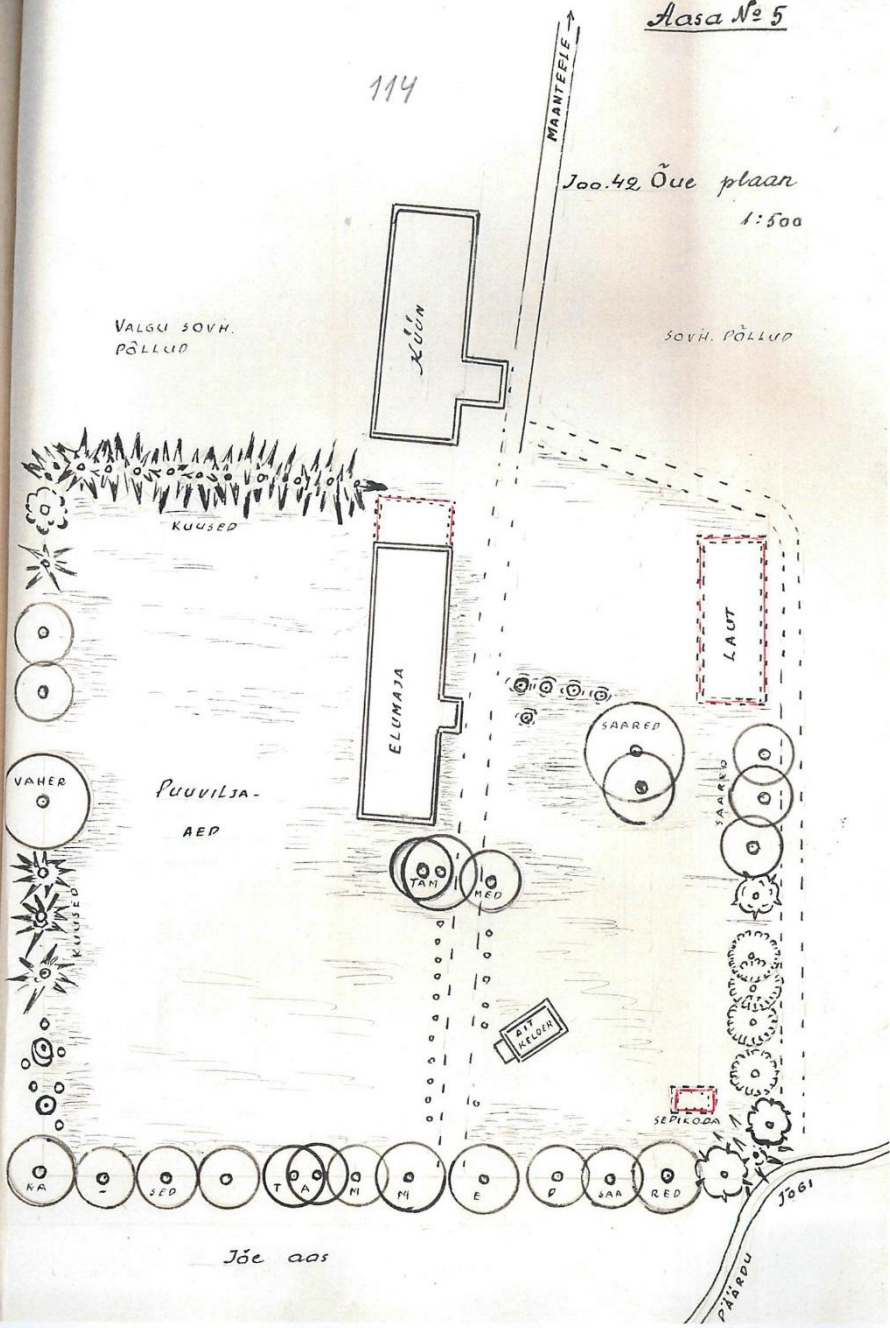 Aasa № 5
114
MAANTEELE →
Joo. 42 Õue plaan
1:500
KÜÜN
VALGU SOVH.
PÕLLUD
SOVH. PÕLLUD
KUUSED
LAUT
ELUMAJA
SAARED
SAARED
VAHER
PUUVILJA-
AED
TAM MED
KUUSED
AIT
KELDER
SEPIKODA
KA - SED T A M M E D SAA RED
JÕGI
PÄÄRDU
Jõe aas